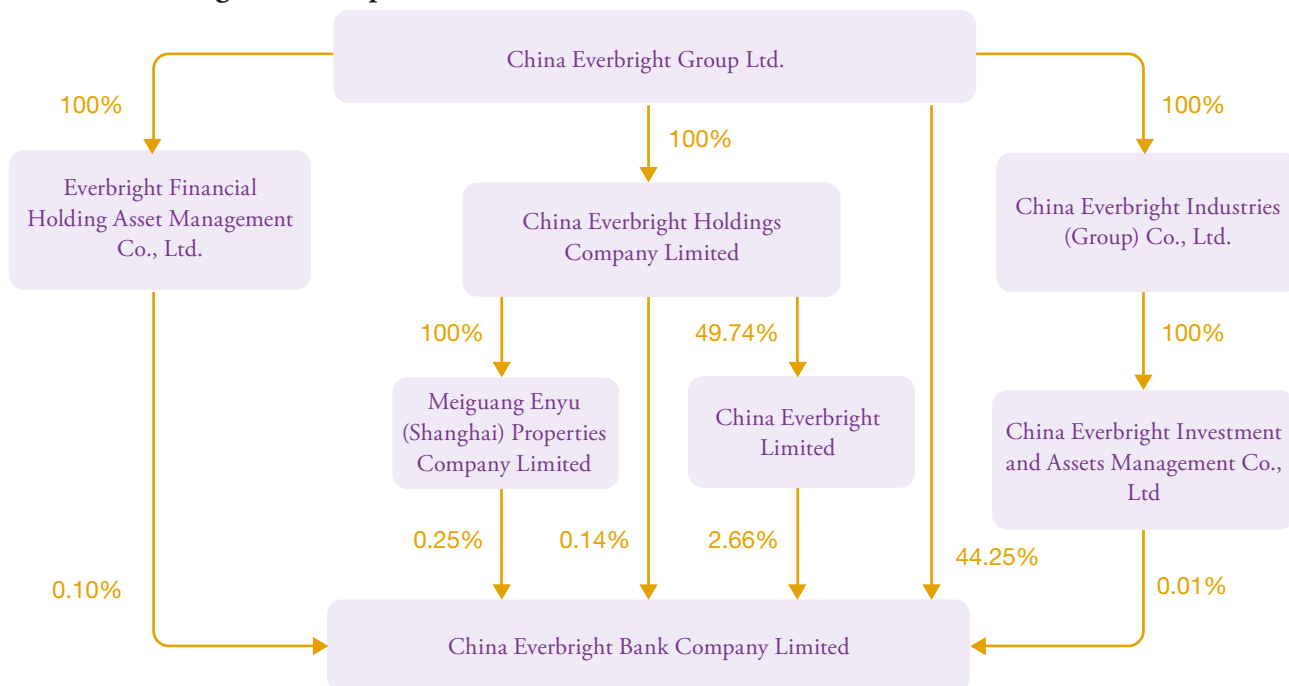 China Everbright Group Ltd.
100%
100%
100%
Everbright Financial
Holding Asset Management
Co., Ltd.
China Everbright Holdings
Company Limited
China Everbright Industries
(Group) Co., Ltd.
100%
49.74%
100%
Meiguang Enyu
(Shanghai) Properties
Company Limited
China Everbright
Limited
China Everbright Investment
and Assets Management Co.,
Ltd
0.25%
0.14%
2.66%
44.25%
0.10%
0.01%
China Everbright Bank Company Limited